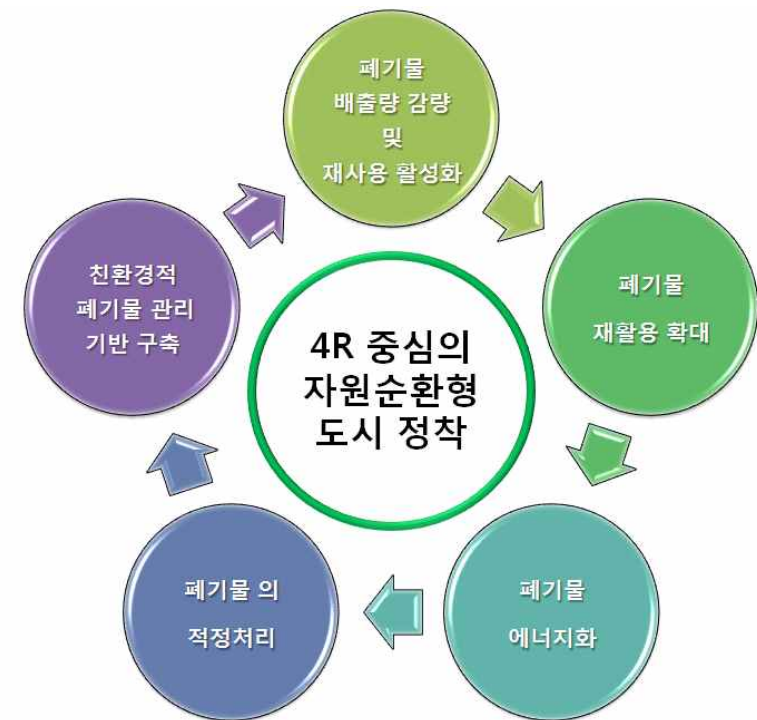 폐기물
배출량 감량
및
재사용 활성화
폐기물
재활용 확대
폐기물
에너지화
폐기물 의
적정처리
친환경적
폐기물 관리
기반 구축
4R 중심의
자원순환형
도시 정착